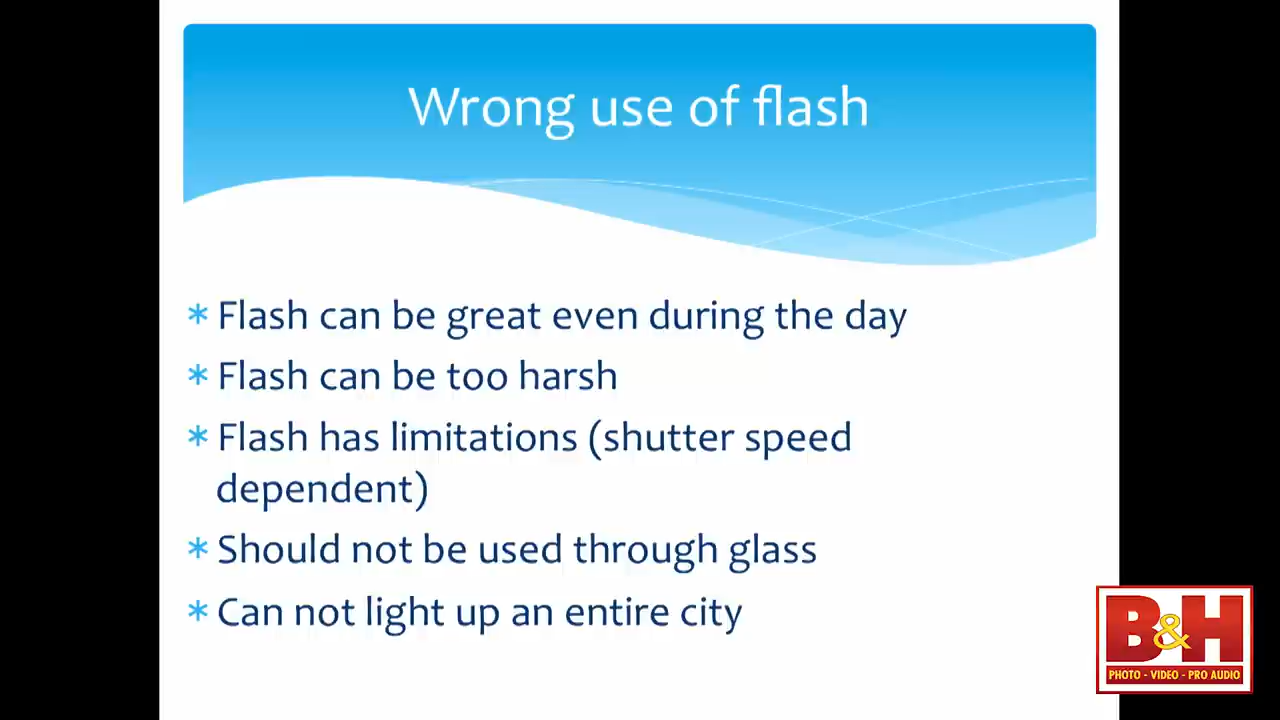 Wrong use of flash
* Flash can be great even during the day
* Flash can be too harsh
* Flash has limitations (shutter speed
dependent)
* Should not be used through glass
* Can not light up an entire city
B&H
PHOTO - VIDEO - PRO AUDIO